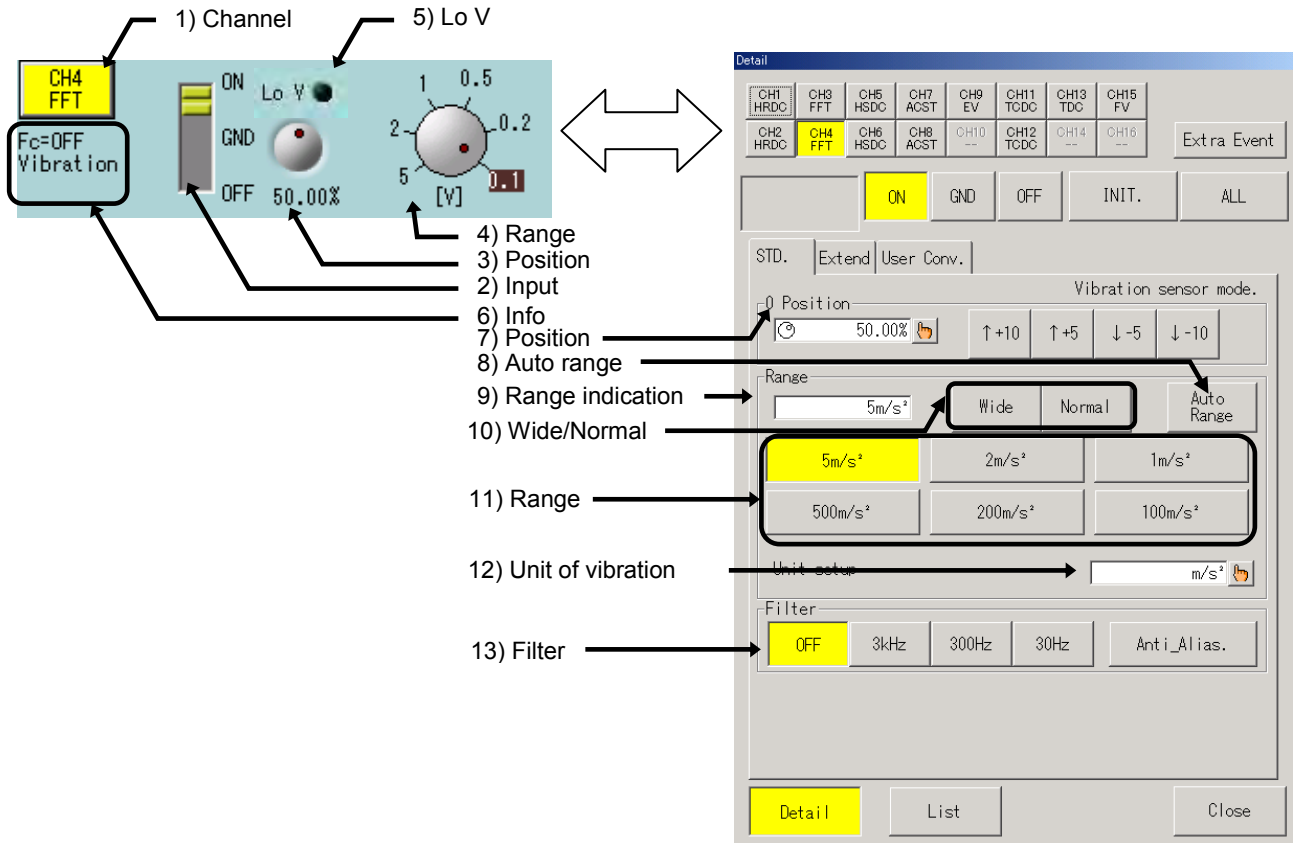 1) Channel
5) Lo V
CH4
FFT
Fc=OFF
Vibration
ON
GND
OFF
Lo V
50.00%
1
0.5
2
0.2
5
0.1
[V]
4) Range
3) Position
2) Input
6) Info
7) Position
8) Auto range
9) Range indication
10) Wide/Normal
11) Range
12) Unit of vibration
13) Filter
Detail
CH1 HRDC
CH3 FFT
CH5 HSDC
CH7 ACST
CH9 EV
CH11 TCDC
CH13 TDC
CH15 FV
CH2 HRDC
CH4 FFT
CH6 HSDC
CH8 ACST
CH10 --
CH12 TCDC
CH14 --
CH16 --
Extra Event
ON
GND
OFF
INIT.
ALL
STD.
Extend
User Conv.
Vibration sensor mode.
0 Position
50.00%
↑+10
↑+5
↓-5
↓-10
Range
5m/s²
Wide
Normal
Auto
Range
5m/s²
2m/s²
1m/s²
500m/s²
200m/s²
100m/s²
Unit setup
m/s²
Filter
OFF
3kHz
300Hz
30Hz
Anti_Alias.
Detail
List
Close